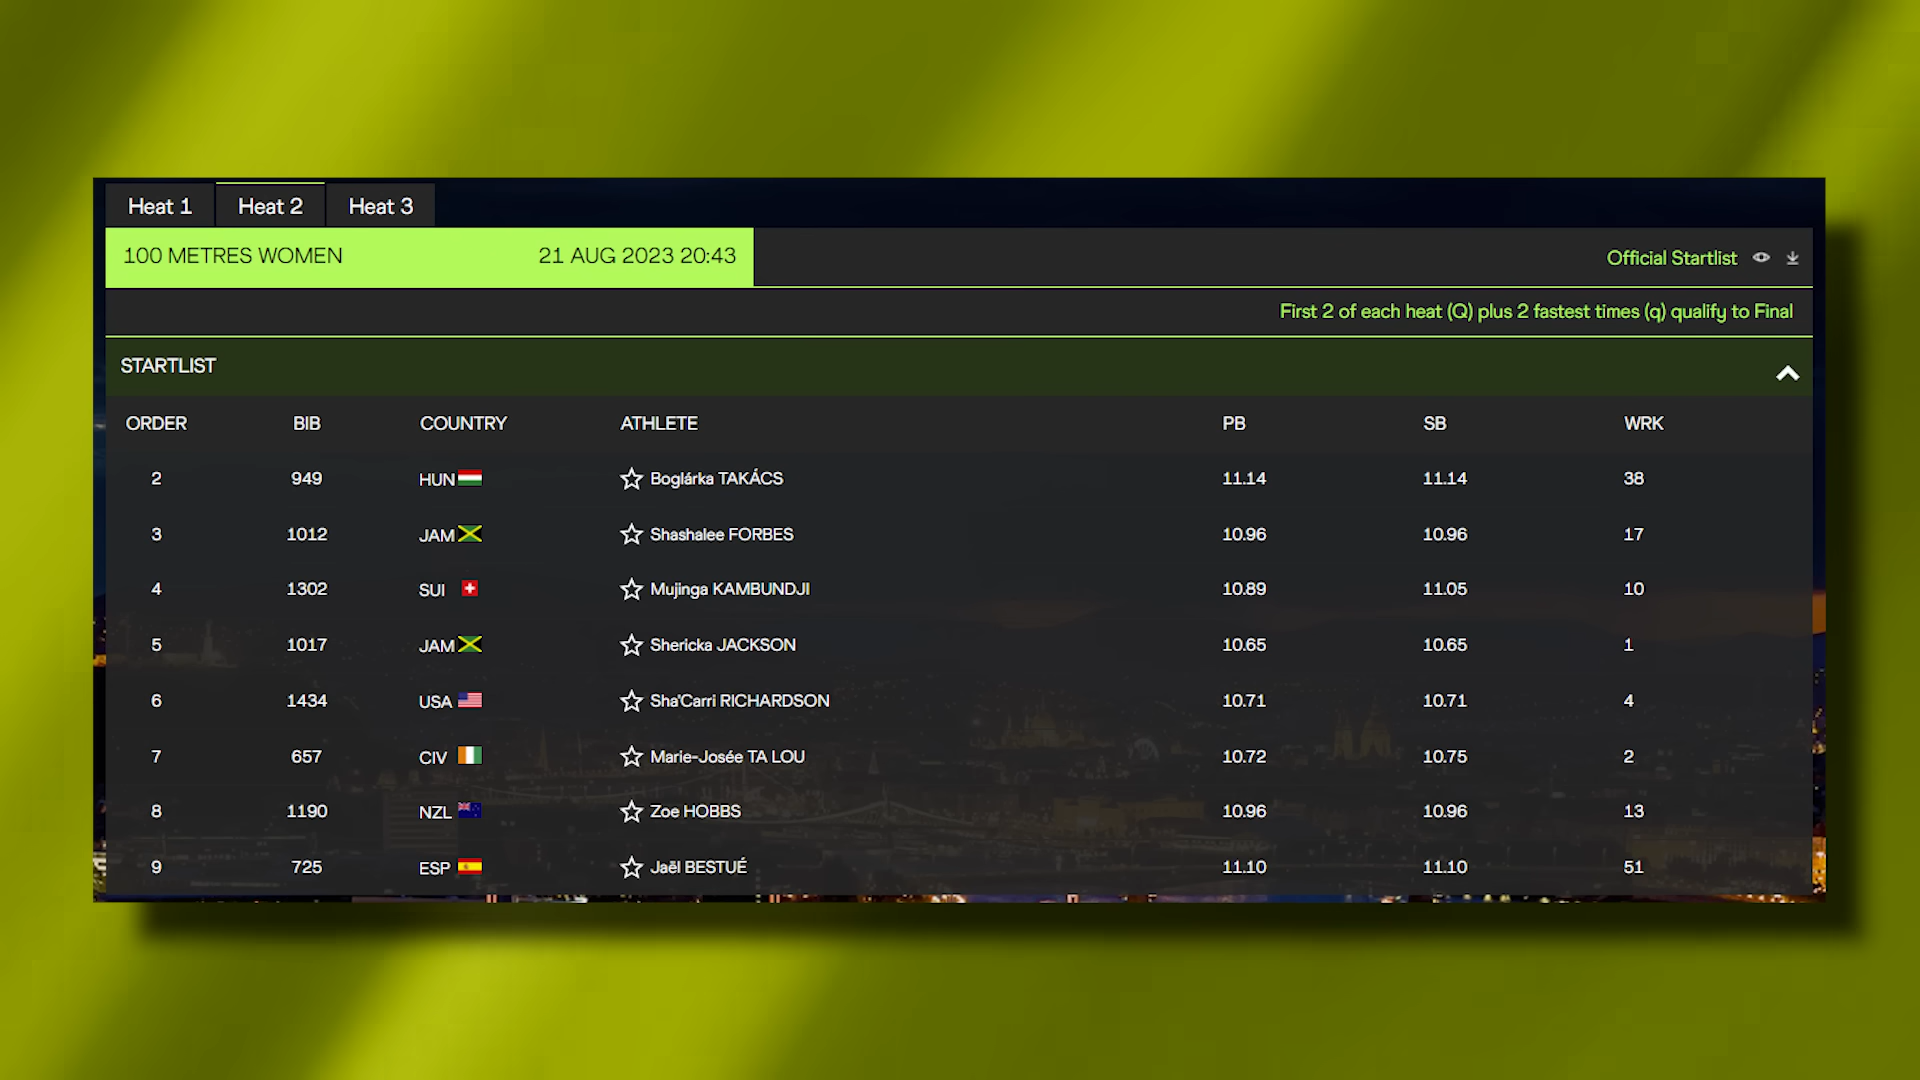 Heat 1 Heat 2 Heat 3
100 METRES WOMEN 21 AUG 2023 20:43 Official Startlist
First 2 of each heat (Q) plus 2 fastest times (q) qualify to Final
STARTLIST
ORDER BIB COUNTRY ATHLETE PB SB WRK
2 949 HUN Boglárka TAKÁCS 11.14 11.14 38
3 1012 JAM Shashalee FORBES 10.96 10.96 17
4 1302 SUI Mujinga KAMBUNDJI 10.89 11.05 10
5 1017 JAM Shericka JACKSON 10.65 10.65 1
6 1434 USA Sha'Carri RICHARDSON 10.71 10.71 4
7 657 CIV Marie-Josée TA LOU 10.72 10.75 2
8 1190 NZL Zoe HOBBS 10.96 10.96 13
9 725 ESP Jaël BESTUÉ 11.10 11.10 51